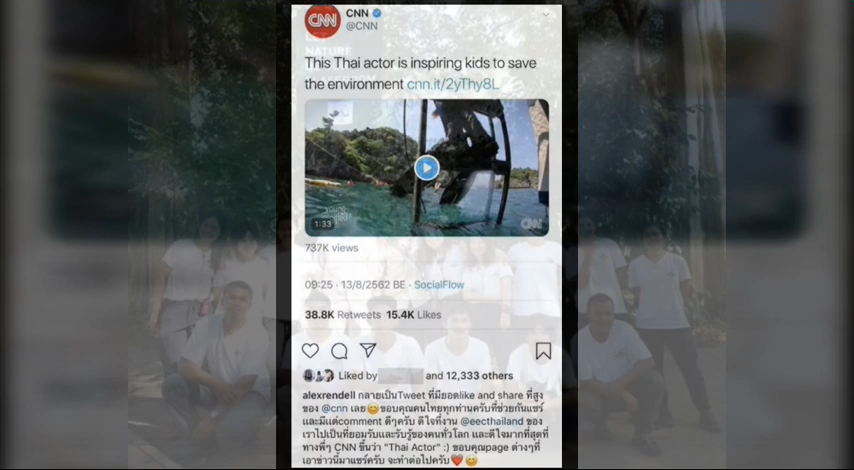 CNN
CNN
@CNN
NATURE
This Thai actor is inspiring kids to save
the environment cnn.it/2yThy8L
1:33
CNN
737K views
09:25 · 13/8/2562 BE · SocialFlow
38.8K Retweets 15.4K Likes
Liked by and 12,333 others
alexrendell กลายเป็นTweet ที่มียอดlike and share ที่สูง
ของ @cnn เลย😊ขอบคุณคนไทยทุกท่านครับที่ช่วยกันแชร์
และมีแต่comment ดีๆครับ ดีใจที่งาน @eecthailand ของ
เราไปเป็นที่ยอมรับและรับรู้ของคนทั่วโลก และดีใจมากที่สุดที่
ทางพี่ๆ CNN ขึ้นว่า "Thai Actor" :) ขอบคุณpage ต่างๆที่
เอาข่าวนี้มาแชร์ครับ จะทำต่อไปครับ❤️😊